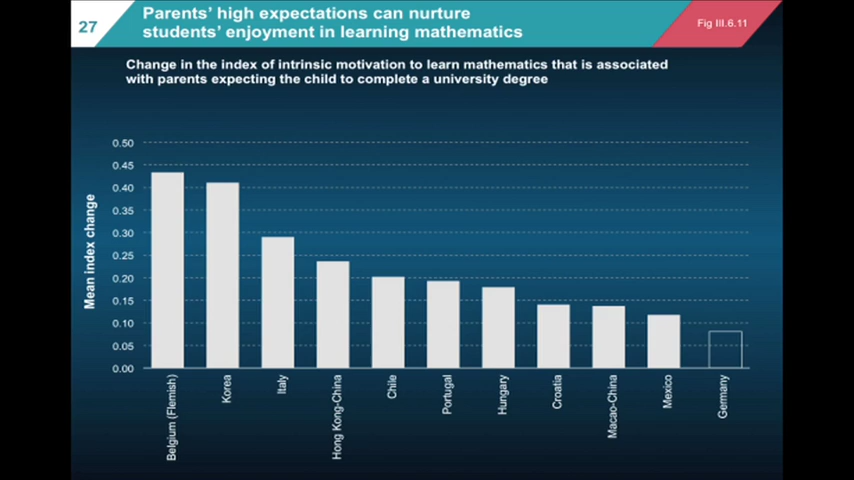 27
Parents' high expectations can nurture
students' enjoyment in learning mathematics
Fig III.6.11
Change in the index of intrinsic motivation to learn mathematics that is associated
with parents expecting the child to complete a university degree
Mean index change
0.50
0.45
0.40
0.35
0.30
0.25
0.20
0.15
0.10
0.05
0.00
Belgium (Flemish)
Korea
Italy
Hong Kong-China
Chile
Portugal
Hungary
Croatia
Macao-China
Mexico
Germany